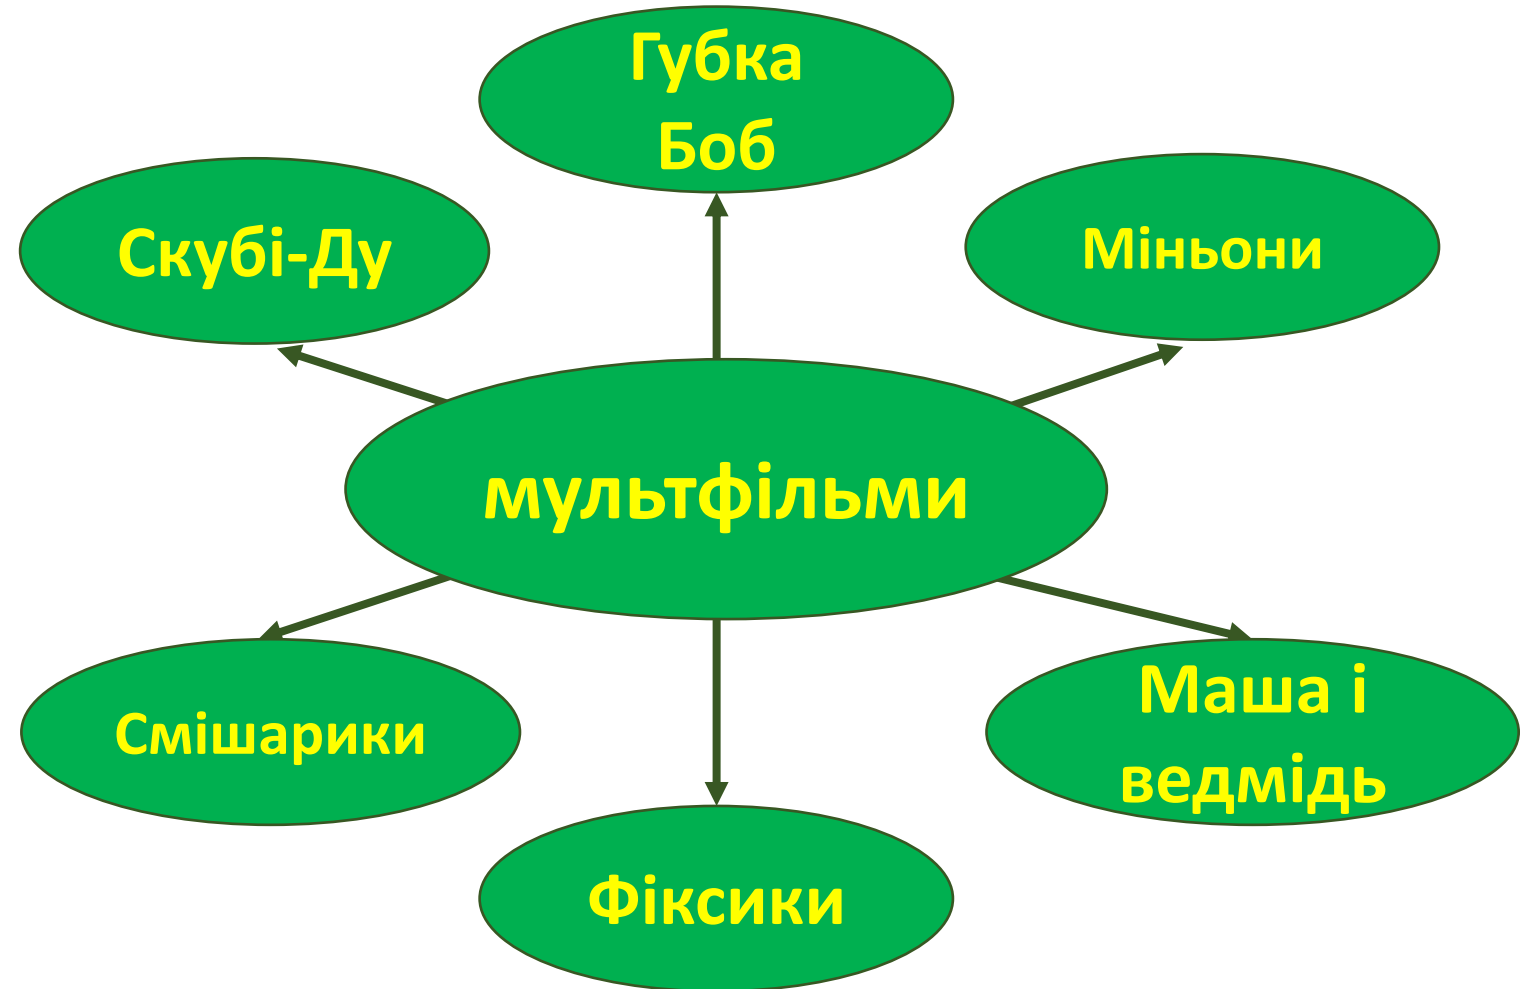 Губка
Боб
Скубі-Ду
Міньони
мультфільми
Смішарики
Маша і
ведмідь
Фіксики